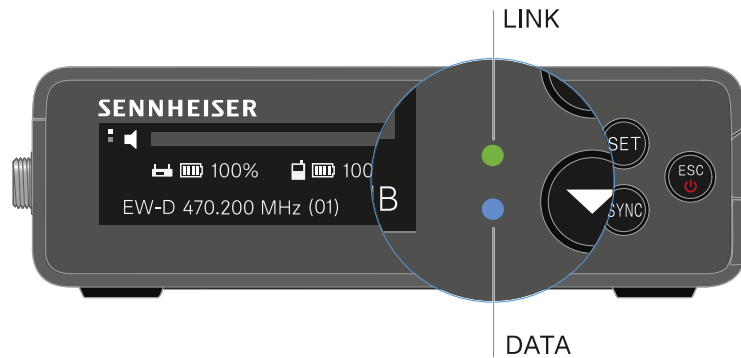 LINK
SENNHEISER
SET
100% 100
ESC
EW-D 470.200 MHz (01) B
SYNC
DATA